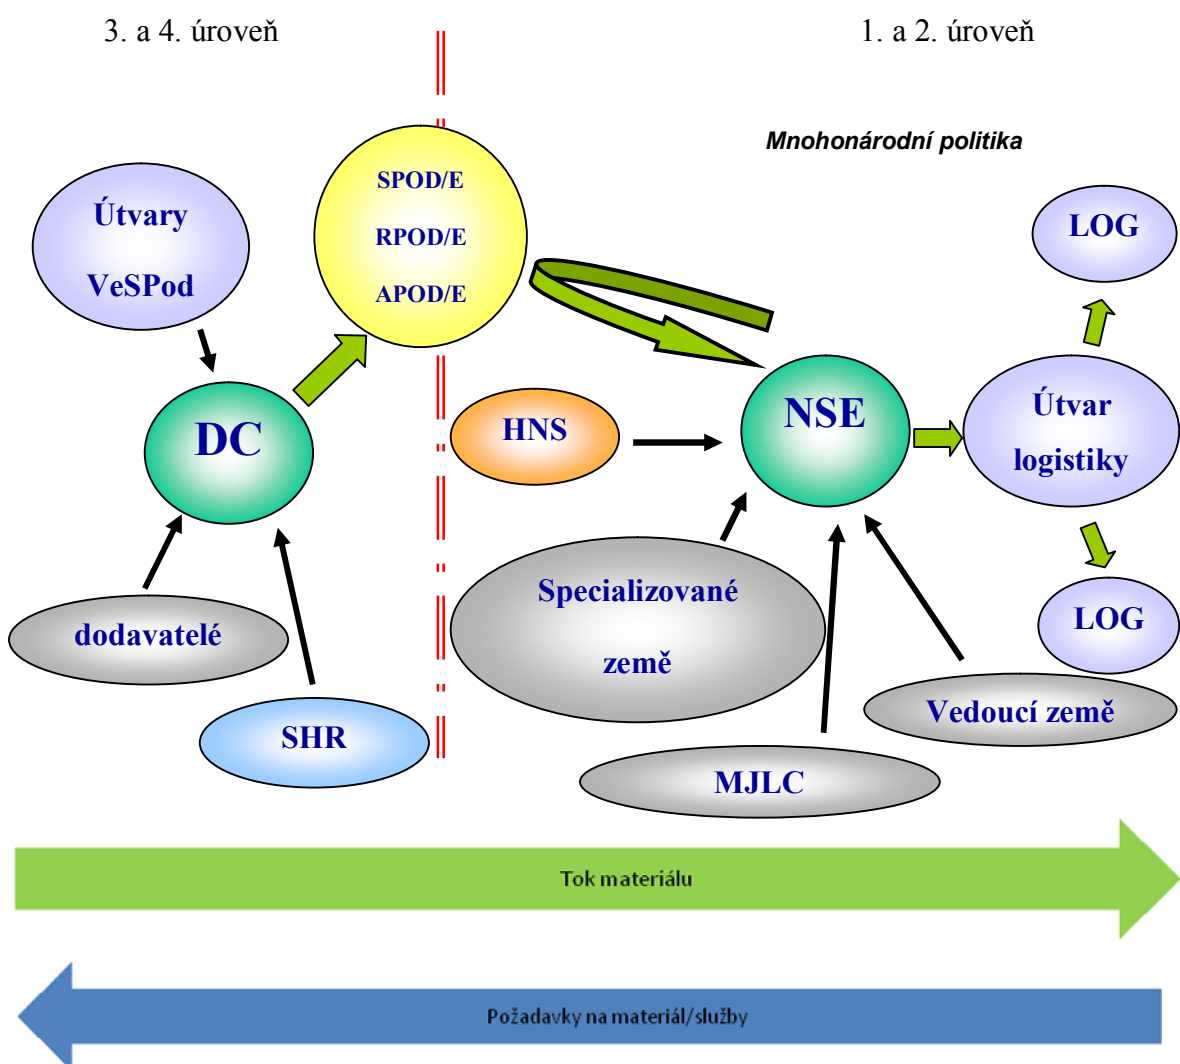 3. a 4. úroveň
1. a 2. úroveň
Mnohonárodní politika
Útvary
VeSPod
SPOD/E
RPOD/E
APOD/E
LOG
DC
HNS
NSE
Útvar
logistiky
dodavatelé
SHR
Specializované
země
LOG
Vedoucí země
MJLC
Tok materiálu
Požadavky na materiál/služby